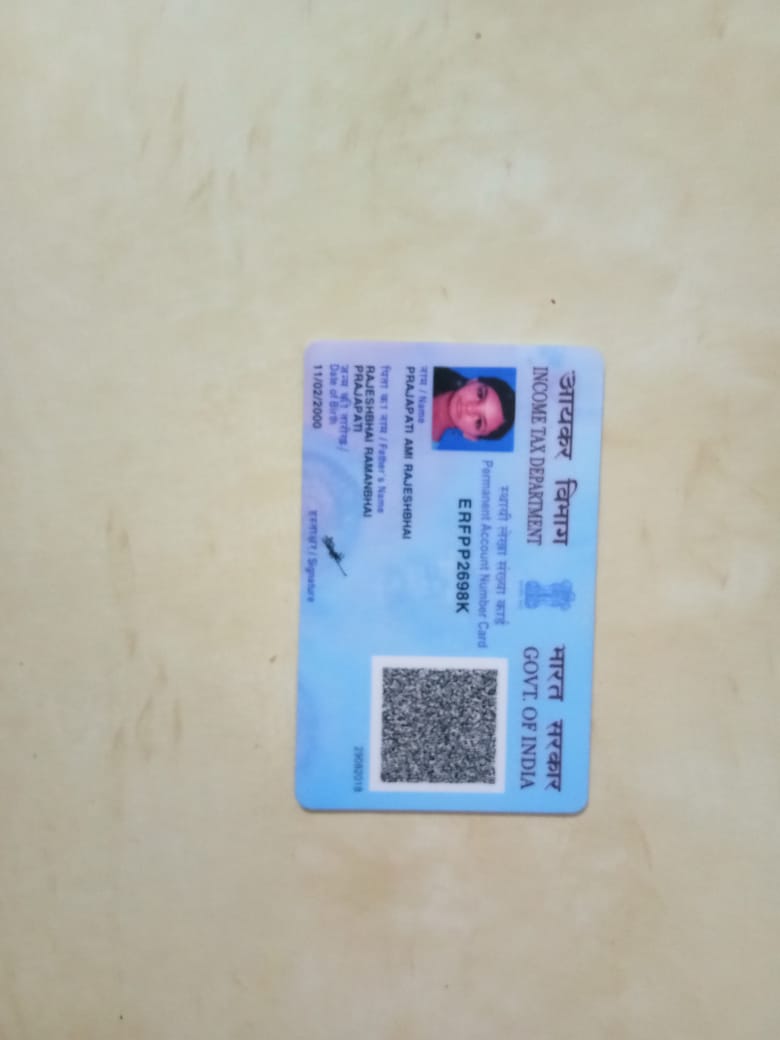 आयकर विभाग
INCOME TAX DEPARTMENT
भारत सरकार
GOVT. OF INDIA
स्थायी लेखा संख्या कार्ड
Permanent Account Number Card
ERFPP2698K
नाम / Name
PRAJAPATI AMI RAJESHBHAI
पिता का नाम / Father's Name
RAJESHBHAI RAMANBHAI
PRAJAPATI
जन्म की तारीख /
Date of Birth
11/02/2000
हस्ताक्षर / Signature
29082018